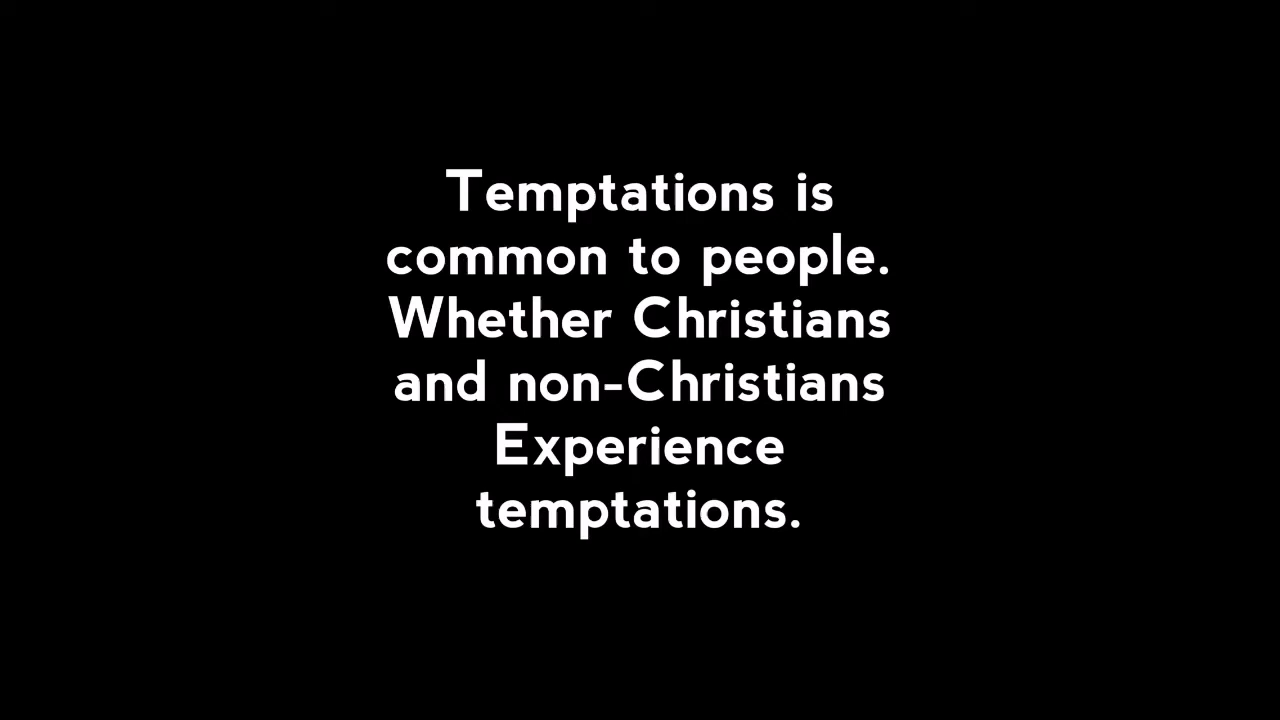 Temptations is
common to people.
Whether Christians
and non-Christians
Experience
temptations.